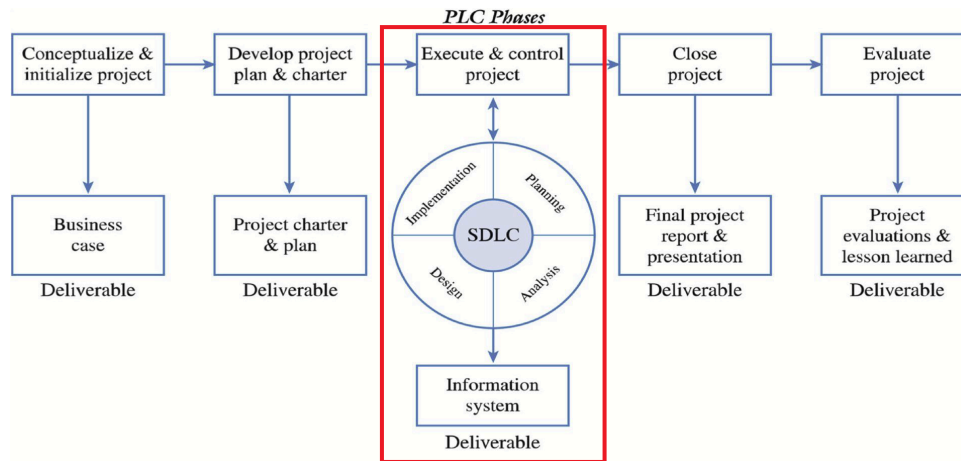 PLC Phases
Conceptualize &
initialize project
Develop project
plan & charter
Execute & control
project
Close
project
Evaluate
project
Implementation
Planning
SDLC
Design
Analysis
Business
case
Deliverable
Project charter
& plan
Deliverable
Final project
report &
presentation
Deliverable
Project
evaluations &
lesson learned
Deliverable
Information
system
Deliverable